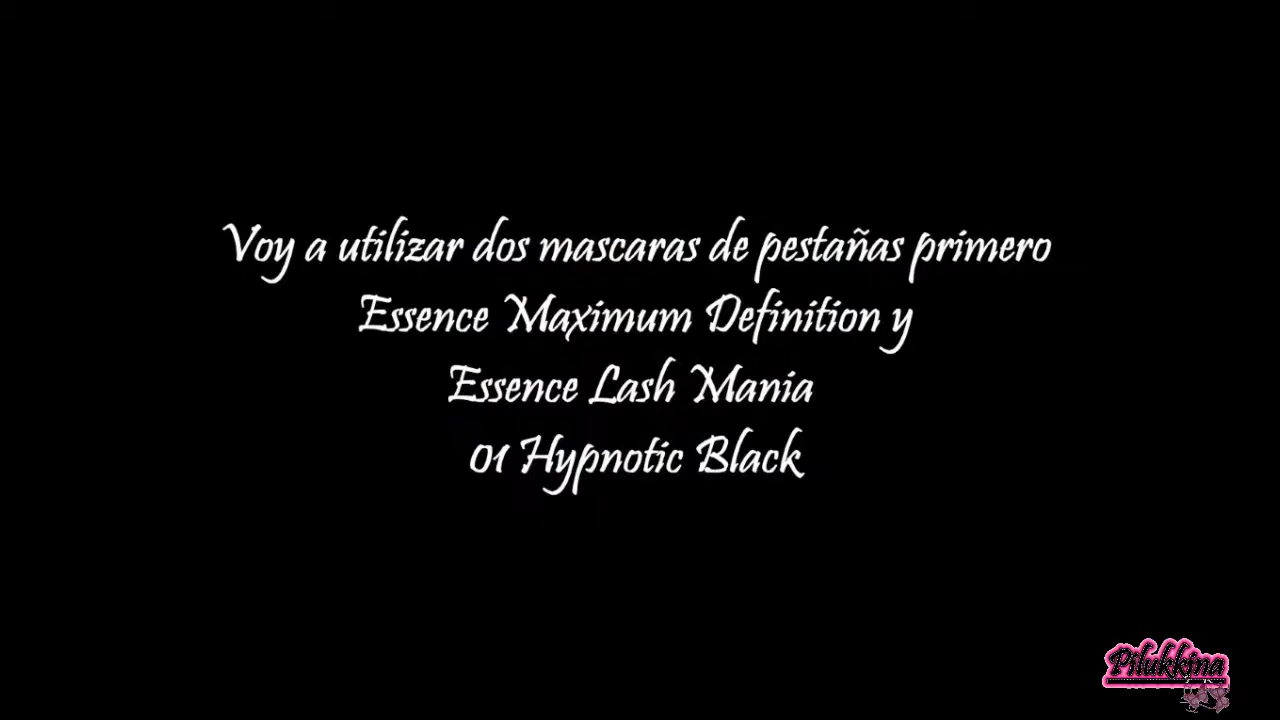 Voy a utilizar dos mascaras de pestañas primero
Essence Maximum Definition y
Essence Lash Mania
01 Hypnotic Black
Pilukkina